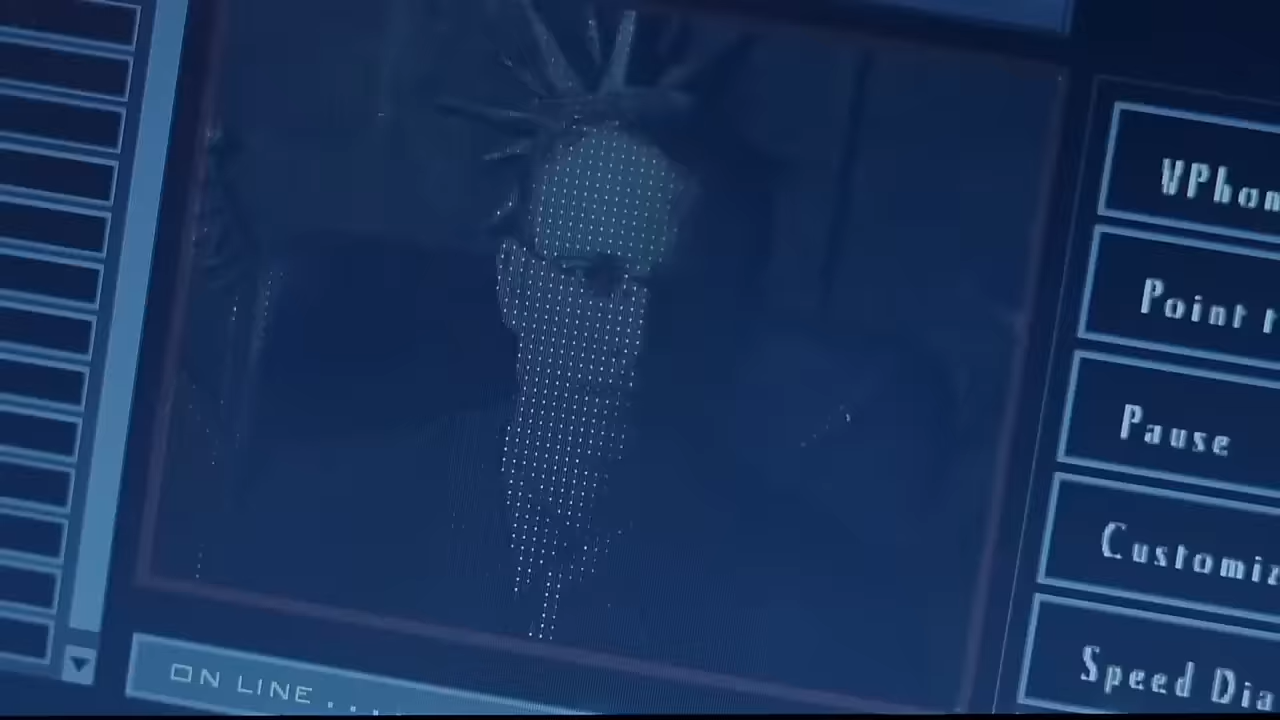 VPhon
Point
Pause
Customiz
Speed Dia
ON LINE....